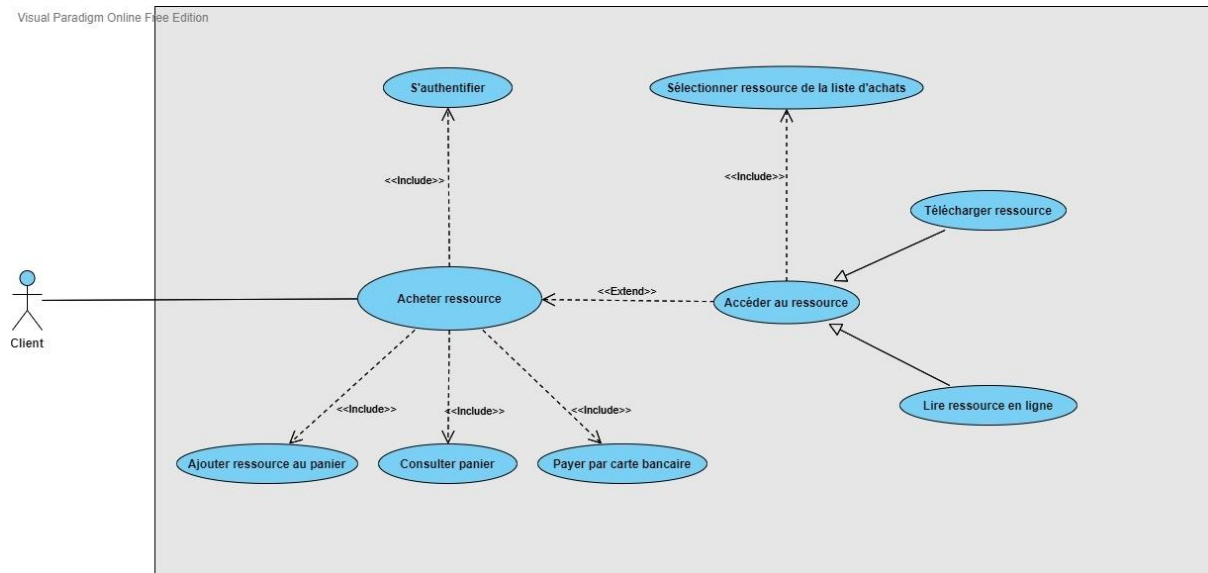 Visual Paradigm Online Free Edition
S'authentifier
Sélectionner ressource de la liste d'achats
<<Include>>
<<Include>>
Télécharger ressource
<<Extend>>
Acheter ressource
Accéder au ressource
Client
<<Include>>
<<Include>>
<<Include>>
Lire ressource en ligne
Ajouter ressource au panier
Consulter panier
Payer par carte bancaire